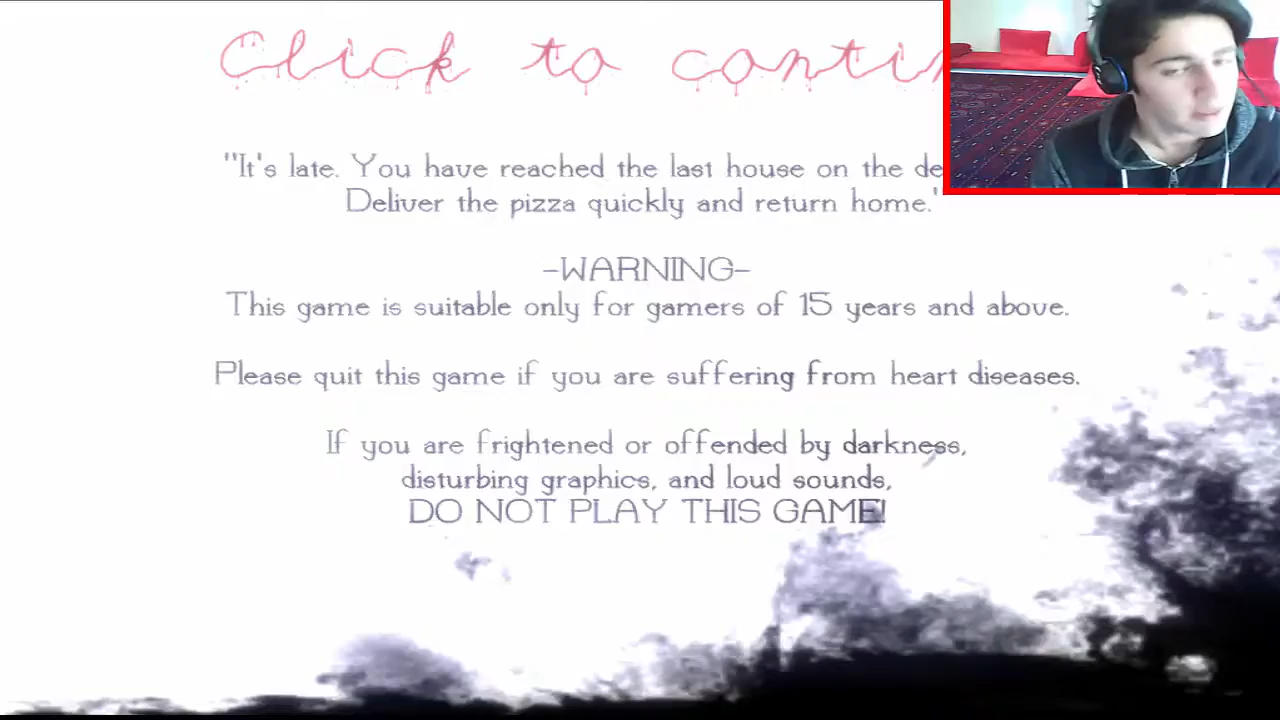 Click to contin
"It's late. You have reached the last house on the de
Deliver the pizza quickly and return home."
-WARNING-
This game is suitable only for gamers of 15 years and above.
Please quit this game if you are suffering from heart diseases.
If you are frightened or offended by darkness,
disturbing graphics, and loud sounds,
DO NOT PLAY THIS GAME!